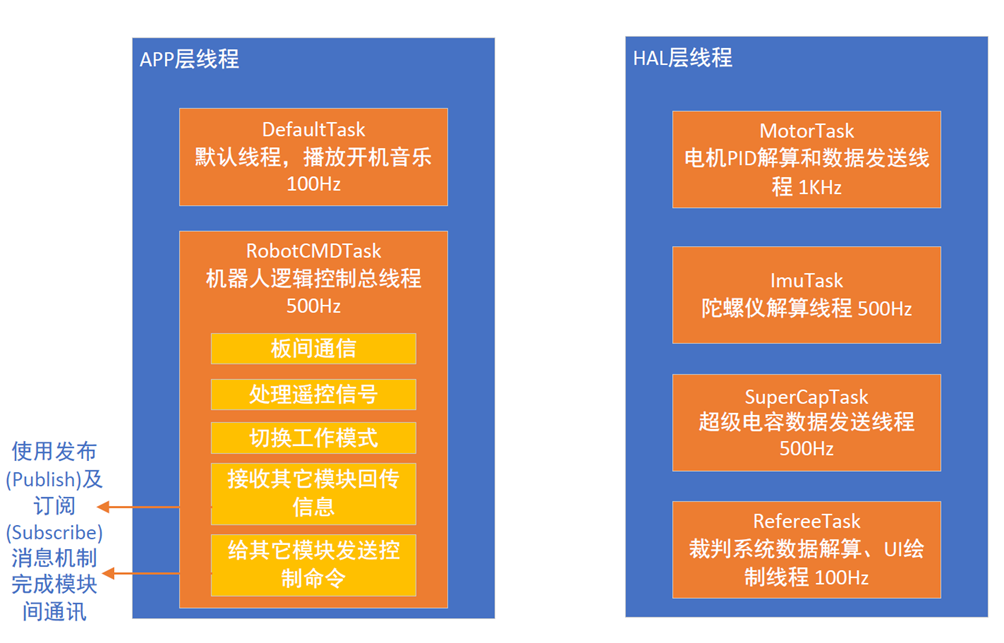 APP层线程
DefaultTask
默认线程，播放开机音乐
100Hz
RobotCMDTask
机器人逻辑控制总线程
500Hz
板间通信
处理遥控信号
切换工作模式
接收其它模块回传
信息
给其它模块发送控
制命令
使用发布
(Publish)及
订阅
(Subscribe)
消息机制
完成模块
间通讯
HAL层线程
MotorTask
电机PID解算和数据发送线
程 1KHz
ImuTask
陀螺仪解算线程 500Hz
SuperCapTask
超级电容数据发送线程
500Hz
RefereeTask
裁判系统数据解算、UI绘
制线程 100Hz